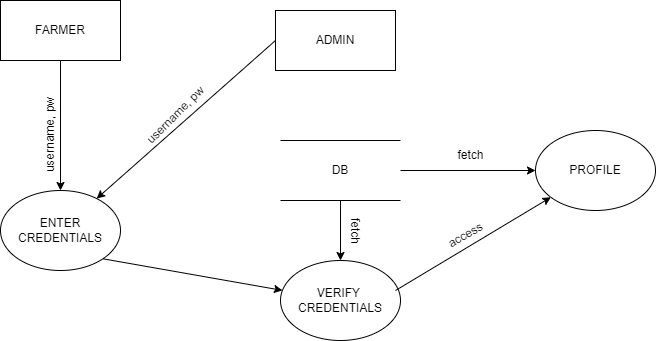 FARMER
ADMIN
username, pw
username, pw
DB
fetch
PROFILE
ENTER
CREDENTIALS
fetch
access
VERIFY
CREDENTIALS